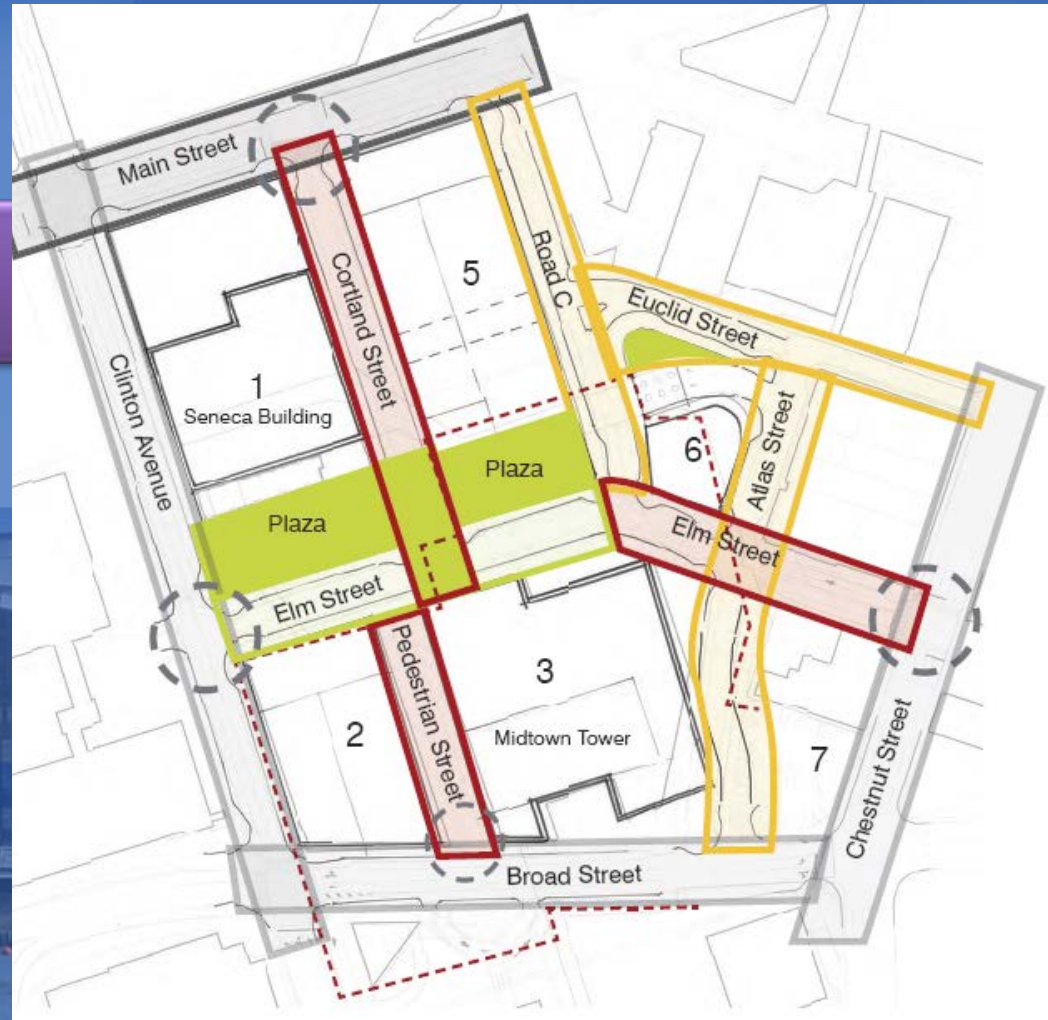 Main Street
Cortland Street
5
Road C
Euclid Street
Clinton Avenue
1
Seneca Building
Atlas Street
6
Plaza
Plaza
Elm Street
Elm Street
Pedestrian Street
3
2
Midtown Tower
7
Chestnut Street
Broad Street